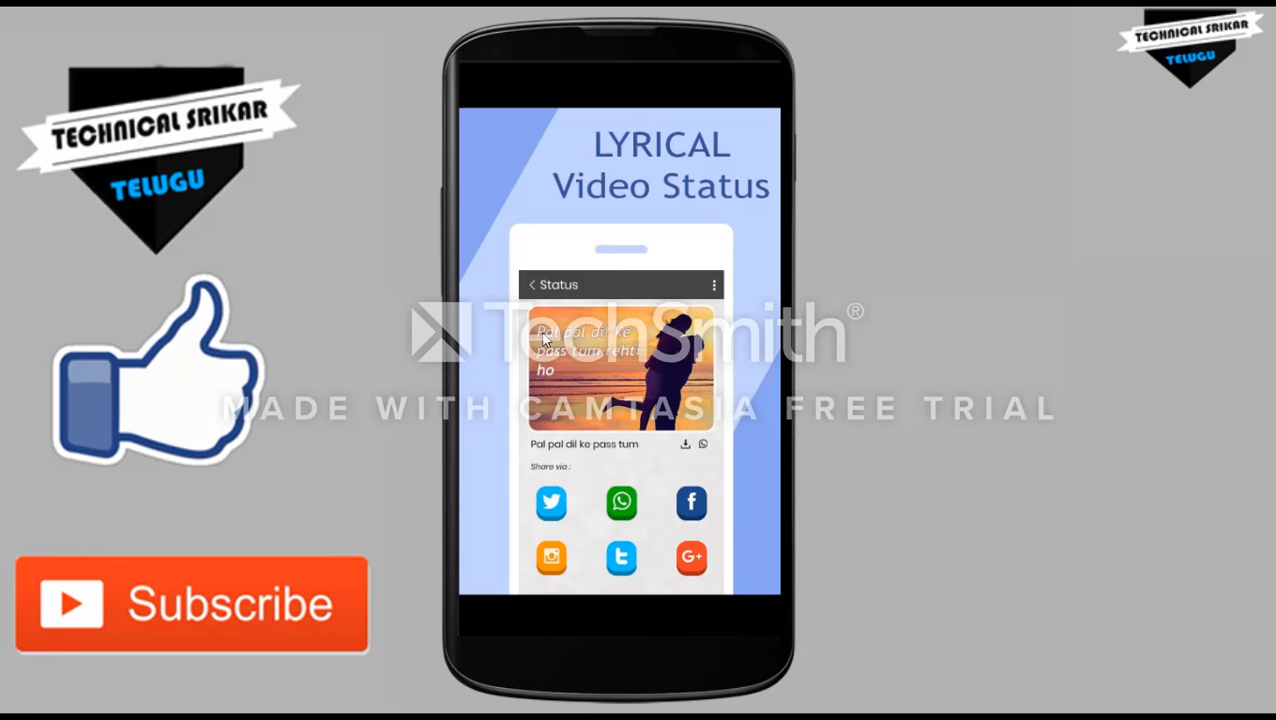 TECHNICAL SRIKAR
TELUGU
TECHNICAL SRIKAR
TELUGU
LYRICAL
Video Status
Status
Pal pal dil ke
pass tum rehti
ho
TechSmith®
MADE WITH CAMTASIA FREE TRIAL
Pal pal dil ke pass tum
Share via :
G+
Subscribe